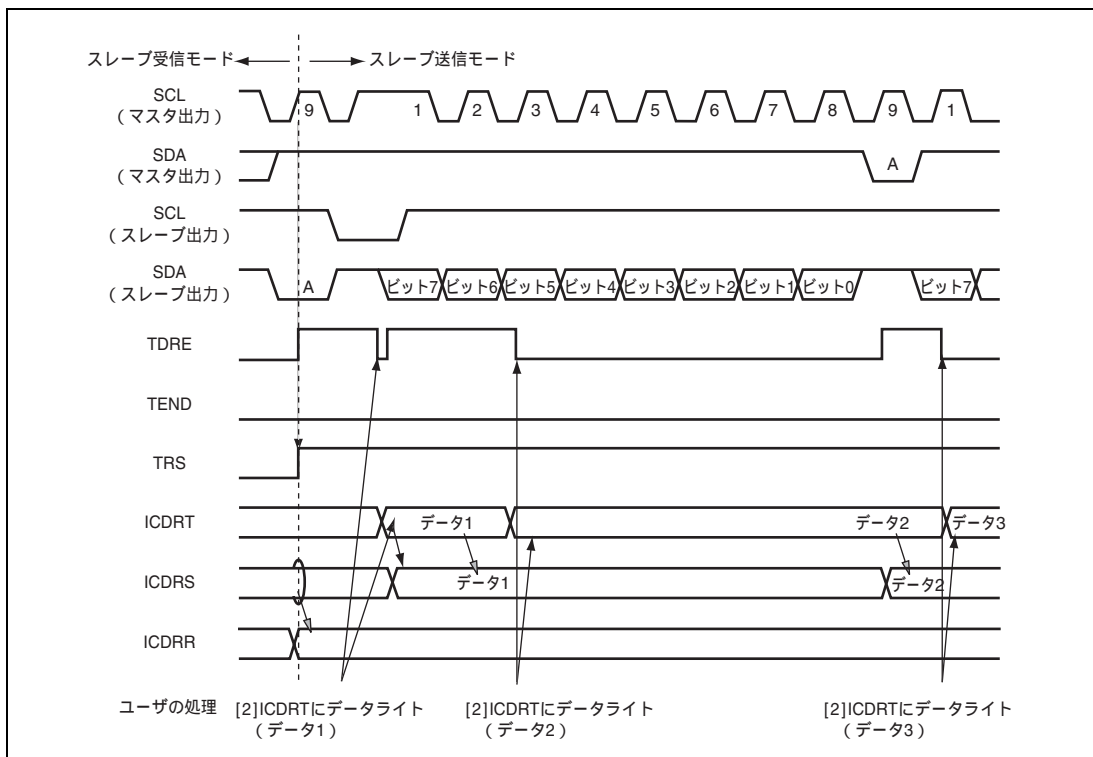 スレーブ受信モード スレーブ送信モード
SCL
（マスタ出力）
9 1 2 3 4 5 6 7 8 9 1
SDA
（マスタ出力）
A
SCL
（スレーブ出力）
SDA
（スレーブ出力）
A ビット7 ビット6 ビット5 ビット4 ビット3 ビット2 ビット1 ビット0 ビット7
TDRE
TEND
TRS
ICDRT
データ1 データ2 データ3
ICDRS
データ1 データ2
ICDRR
ユーザの処理
[2]ICDRTにデータライト
（データ1）
[2]ICDRTにデータライト
（データ2）
[2]ICDRTにデータライト
（データ3）